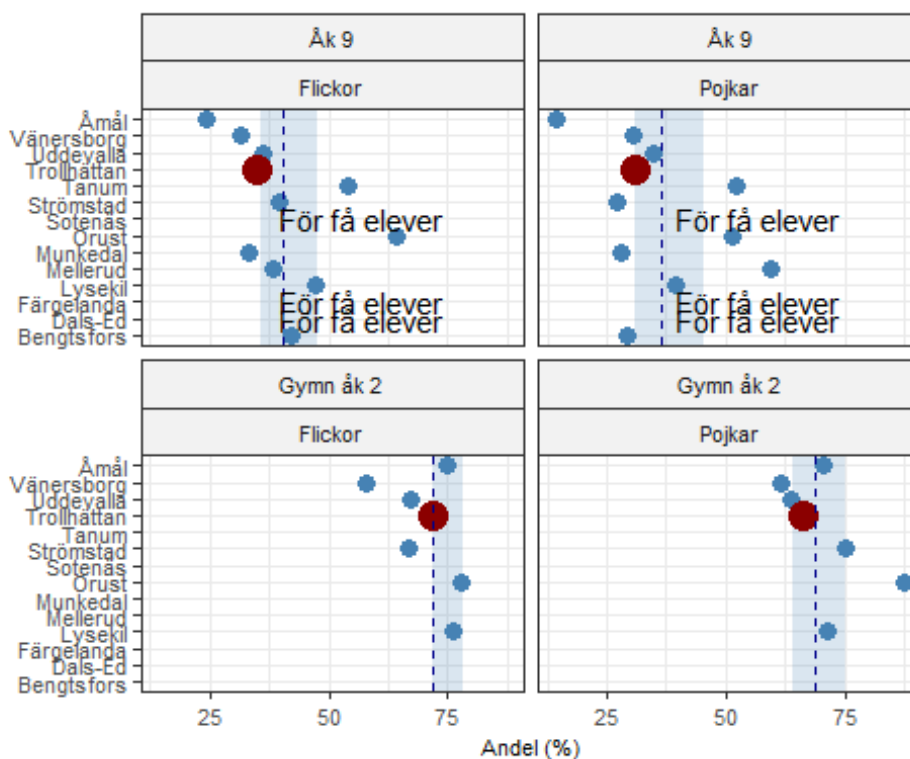 Åk 9
Åk 9
Flickor
Pojkar
Åmål
Vänersborg
Uddevalla
Trollhättan
Tanum
Strömstad
Sotenäs
För få elever
För få elever
Orust
Munkedal
Mellerud
Lysekil
Färgelanda
För få elever
För få elever
Dals-Ed
För få elever
För få elever
Bengtsfors
Gymn åk 2
Gymn åk 2
Flickor
Pojkar
Åmål
Vänersborg
Uddevalla
Trollhättan
Tanum
Strömstad
Sotenäs
Orust
Munkedal
Mellerud
Lysekil
Färgelanda
Dals-Ed
Bengtsfors
25 50 75 25 50 75
Andel (%)